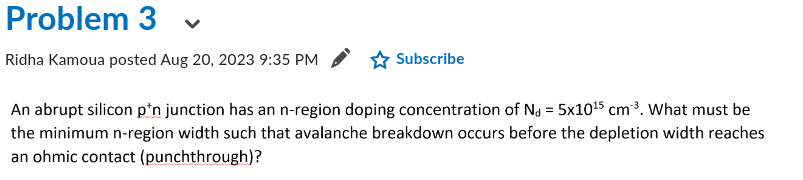 Problem 3
Ridha Kamoua posted Aug 20, 2023 9:35 PM Subscribe
An abrupt silicon p⁺n junction has an n-region doping concentration of N_d = 5x10¹⁵ cm⁻³. What must be
the minimum n-region width such that avalanche breakdown occurs before the depletion width reaches
an ohmic contact (punchthrough)?